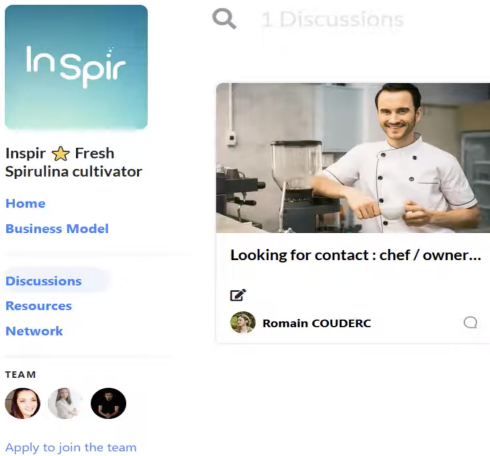 InSpir
Inspir ⭐ Fresh
Spirulina cultivator
Home
Business Model
Discussions
Resources
Network
TEAM
Apply to join the team
1 Discussions
Looking for contact : chef / owner...
Romain COUDERC